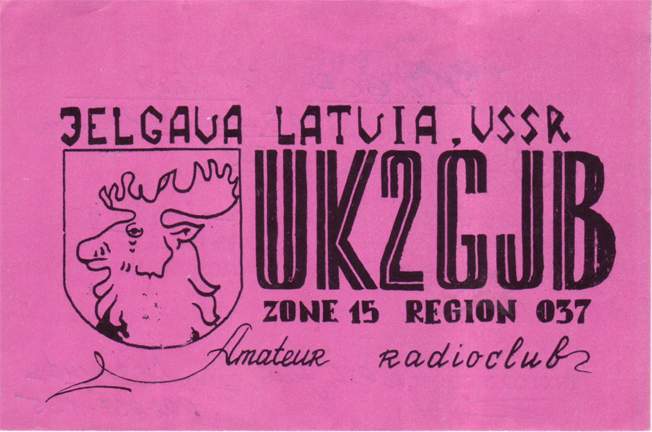 JELGAVA LATVIA, USSR
UK2GJB
ZONE 15 REGION 037
Amateur radioclub